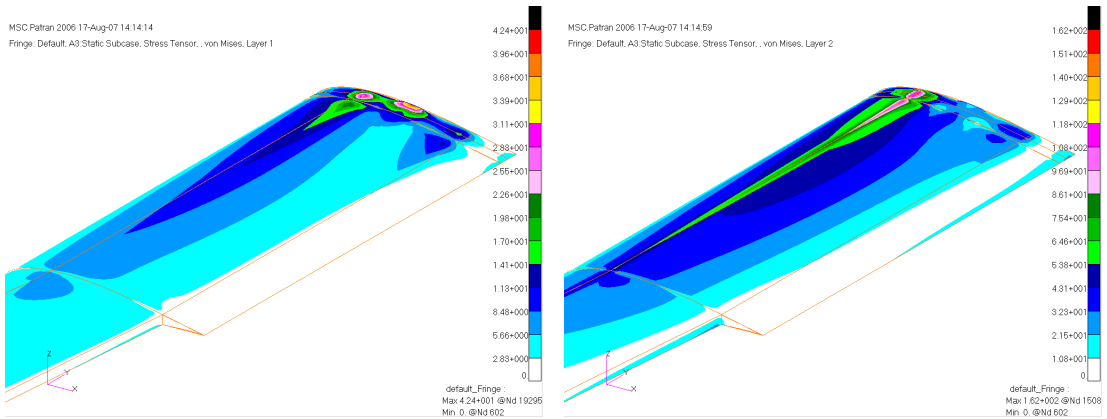 MSC.Patran 2006 17-Aug-07 14:14:14
Fringe: Default, A3:Static Subcase, Stress Tensor, , von Mises, Layer 1
4.24+001
3.96+001
3.68+001
3.39+001
3.11+001
2.83+001
2.55+001
2.26+001
1.98+001
1.70+001
1.41+001
1.13+001
8.48+000
5.66+000
2.83+000
0
Z
Y
X
default_Fringe :
Max 4.24+001 @Nd 19295
Min 0. @Nd 602
MSC.Patran 2006 17-Aug-07 14:14:59
Fringe: Default, A3:Static Subcase, Stress Tensor, , von Mises, Layer 2
1.62+002
1.51+002
1.40+002
1.29+002
1.18+002
1.08+002
9.69+001
8.61+001
7.54+001
6.46+001
5.38+001
4.31+001
3.23+001
2.15+001
1.08+001
0
Z
Y
X
default_Fringe :
Max 1.62+002 @Nd 1508
Min 0. @Nd 602